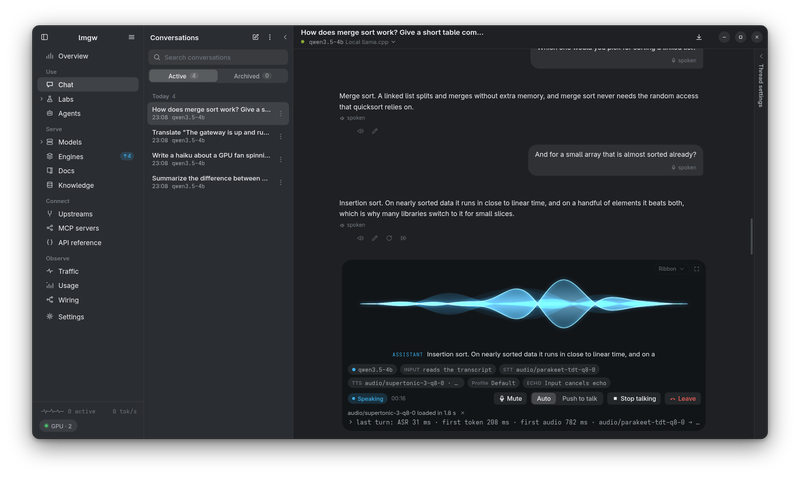 lmgw
Overview
Use
Chat
Labs
Agents
Serve
Models
Engines
↑4
Docs
Knowledge
Connect
Upstreams
MCP servers
API reference
Observe
Traffic
Usage
Wiring
Settings
0 active 0 tok/s
GPU · 2
Conversations
Search conversations
Active 4
Archived 0
Today 4
How does merge sort work? Give a s...
23:08 qwen3.5-4b
Translate "The gateway is up and ru...
23:08 qwen3.5-4b
Write a haiku about a GPU fan spinni...
23:08 qwen3.5-4b
Summarize the difference between ...
23:08 qwen3.5-4b
How does merge sort work? Give a short table com...
qwen3.5-4b Local llama.cpp
Thread settings
Which one would you pick for sorting a linked list?
spoken
Merge sort. A linked list splits and merges without extra memory, and merge sort never needs the random access
that quicksort relies on.
spoken
And for a small array that is almost sorted already?
spoken
Insertion sort. On nearly sorted data it runs in close to linear time, and on a handful of elements it beats both,
which is why many libraries switch to it for small slices.
spoken
Ribbon
ASSISTANT Insertion sort. On nearly sorted data it runs in close to linear time, and on a
qwen3.5-4b
INPUT reads the transcript
STT audio/parakeet-tdt-q8-0
TTS audio/supertonic-3-q8-0 · …
Profile Default
ECHO Input cancels echo
Speaking 00:18
Mute
Auto
Push to talk
Stop talking
Leave
audio/supertonic-3-q8-0 loaded in 1.8 s ×
› last turn: ASR 31 ms · first token 208 ms · first audio 782 ms · audio/parakeet-tdt-q8-0 → …